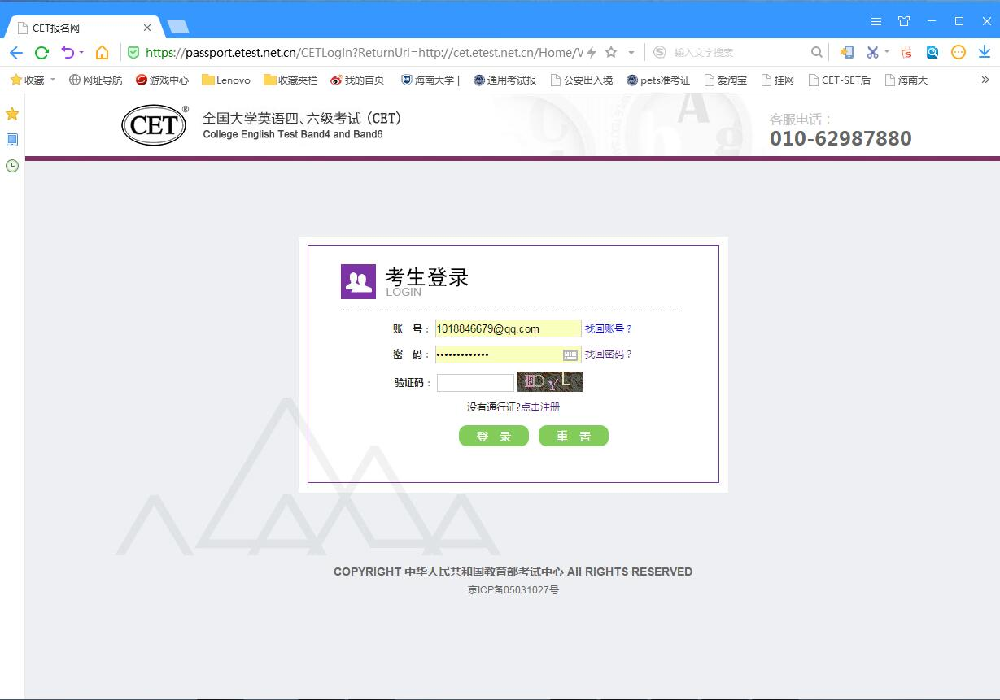 CET报名网
https://passport.etest.net.cn/CETLogin?ReturnUrl=http://cet.etest.net.cn/Home/V
输入文字搜索
收藏 网址导航 游戏中心 Lenovo 收藏夹栏 我的首页 海南大学 | 通用考试报 公安出入境 pets准考证 爱淘宝 挂网 CET-SET后 海南大 »
CET ®
全国大学英语四、六级考试（CET）
College English Test Band4 and Band6
客服电话：
010-62987880
考生登录
LOGIN
账 号： 1018846679@qq.com 找回账号？
密 码： ••••••••••••• 找回密码？
验证码：
没有通行证?点击注册
登 录 重 置
COPYRIGHT 中华人民共和国教育部考试中心 All RIGHTS RESERVED
京ICP备05031027号